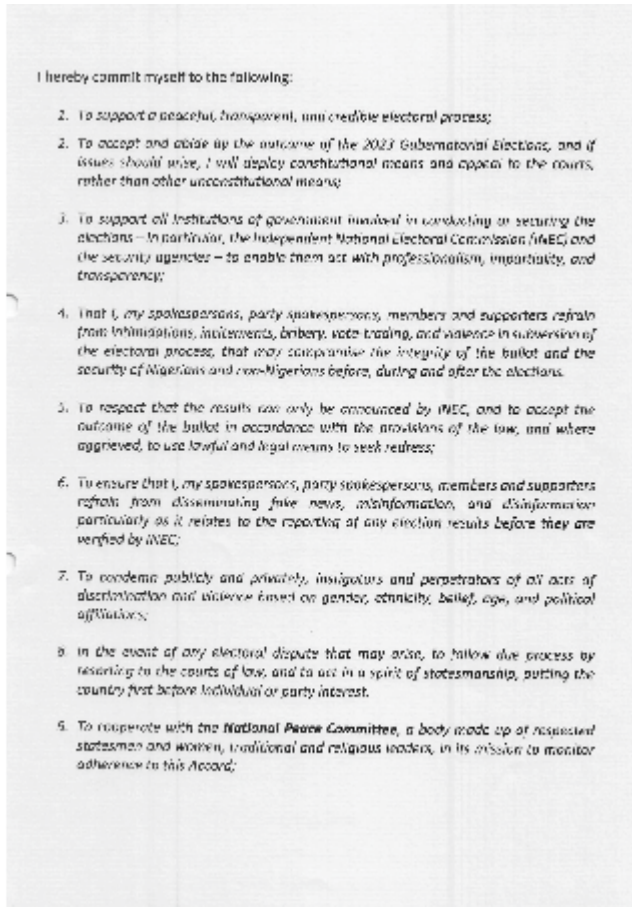 I hereby commit myself to the following:
1. To support a peaceful, transparent, and credible electoral process;
2. To accept and abide by the outcome of the 2023 Gubernatorial Elections, and if
issues should arise, I will deploy constitutional means and appeal to the courts,
rather than other unconstitutional means;
3. To support all institutions of government involved in conducting or securing the
elections – in particular, the Independent National Electoral Commission (INEC) and
the security agencies – to enable them act with professionalism, impartiality, and
transparency;
4. That I, my spokespersons, party spokespersons, members and supporters refrain
from intimidations, incitements, bribery, vote-trading, and violence in subversion of
the electoral process, that may compromise the integrity of the ballot and the
security of Nigerians and non-Nigerians before, during and after the elections.
5. To respect that the results can only be announced by INEC, and to accept the
outcome of the ballot in accordance with the provisions of the law, and where
aggrieved, to use lawful and legal means to seek redress;
6. To ensure that I, my spokespersons, party spokespersons, members and supporters
refrain from disseminating fake news, misinformation, and disinformation
particularly as it relates to the reporting of any election results before they are
verified by INEC;
7. To condemn publicly and privately, instigators and perpetrators of all acts of
discrimination and violence based on gender, ethnicity, belief, age, and political
affiliations;
8. In the event of any electoral dispute that may arise, to follow due process by
resorting to the courts of law, and to act in a spirit of statesmanship, putting the
country first before individual or party interest.
9. To cooperate with the National Peace Committee, a body made up of respected
statesmen and women, traditional and religious leaders, in its mission to monitor
adherence to this Accord;